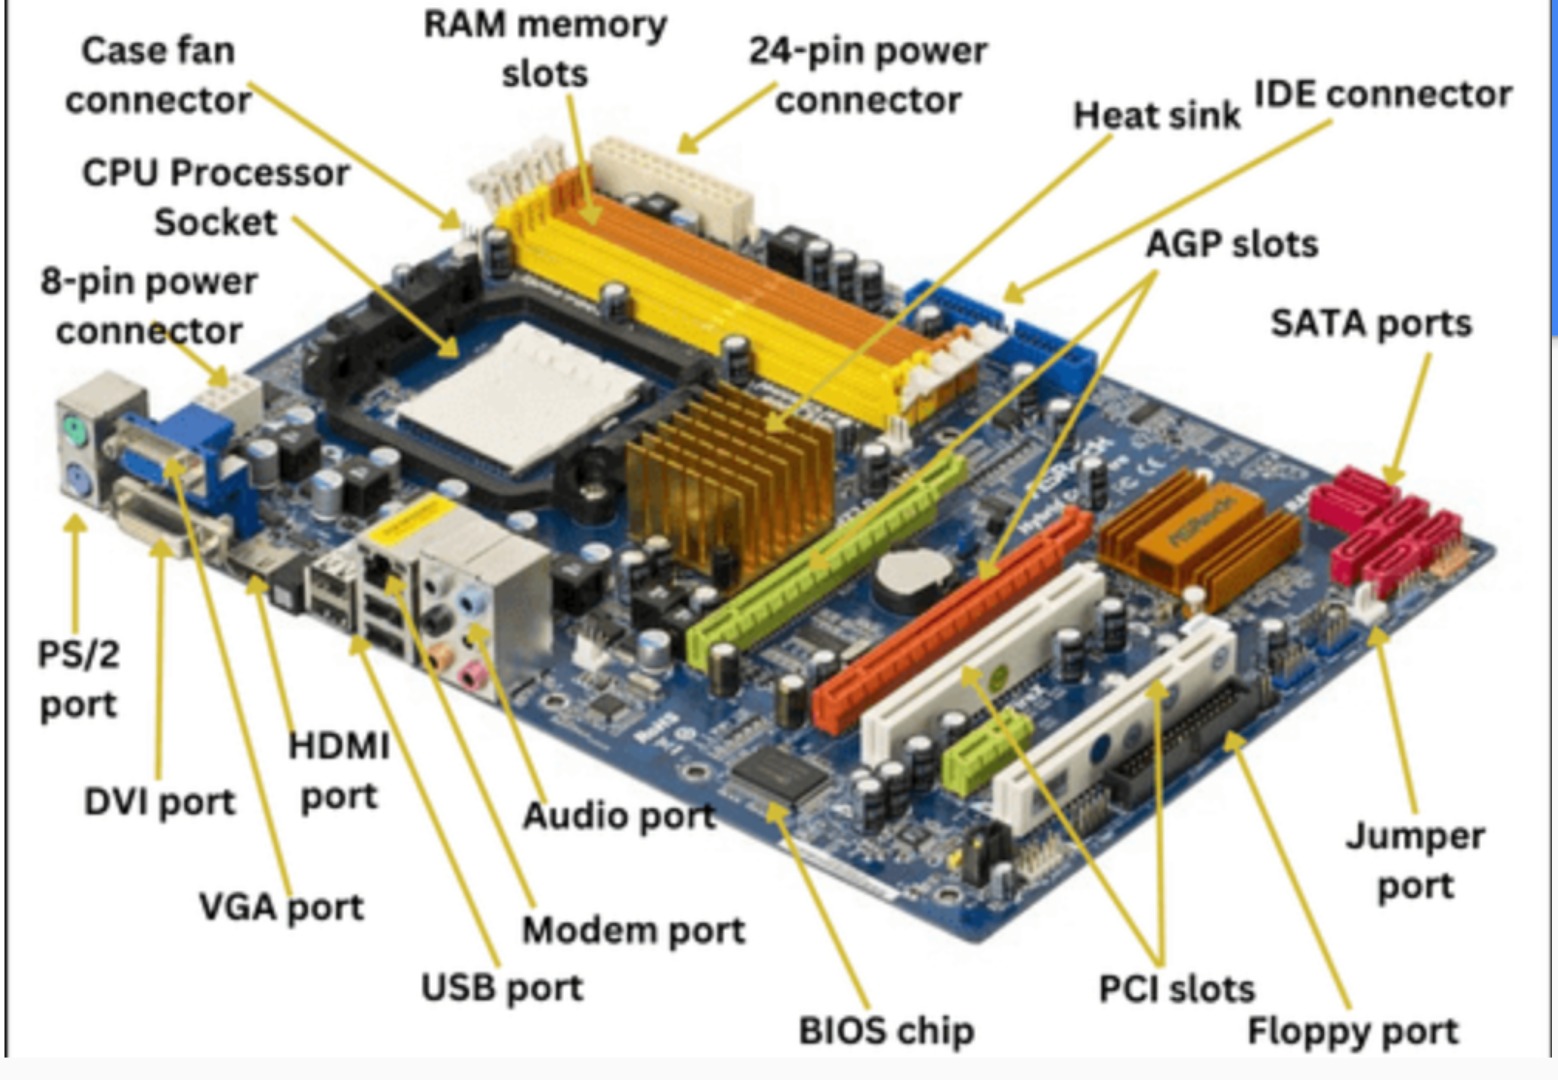 Case fan
connector
RAM memory
slots
24-pin power
connector
Heat sink
IDE connector
CPU Processor
Socket
AGP slots
8-pin power
connector
SATA ports
ASRock
ASRock
PS/2
port
HDMI
port
DVI port
Audio port
Jumper
port
VGA port
Modem port
USB port
PCI slots
BIOS chip
Floppy port